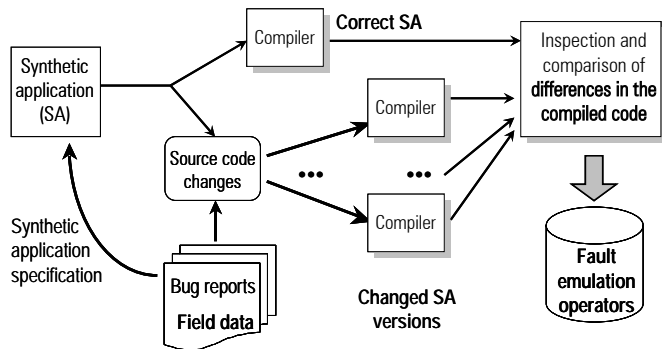 Synthetic
application
(SA)
Compiler
Correct SA
Inspection and
comparison of
differences in the
compiled code
Compiler
Source code
changes
•••
•••
Compiler
Synthetic
application
specification
Bug reports
Field data
Changed SA
versions
Fault
emulation
operators